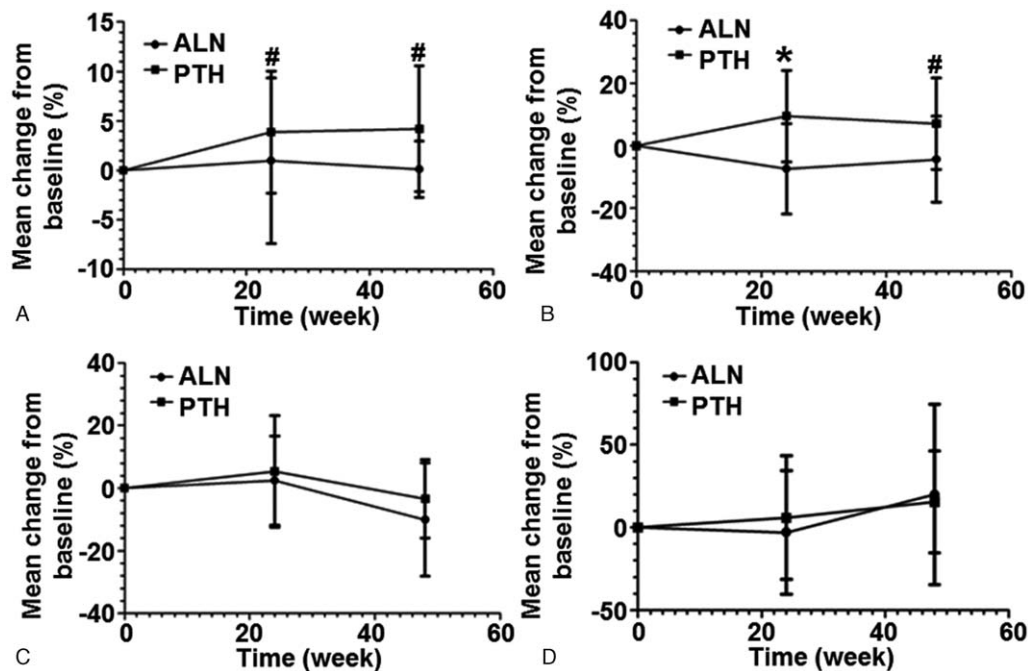 15
10
5
0
-5
-10
Mean change from
baseline (%)
ALN
PTH
#
#
0
20
40
60
Time (week)
A
40
20
0
-20
-40
Mean change from
baseline (%)
ALN
PTH
*
#
0
20
40
60
Time (week)
B
40
20
0
-20
-40
Mean change from
baseline (%)
ALN
PTH
0
20
40
60
Time (week)
C
100
50
0
-50
Mean change from
baseline (%)
ALN
PTH
0
20
40
60
Time (week)
D